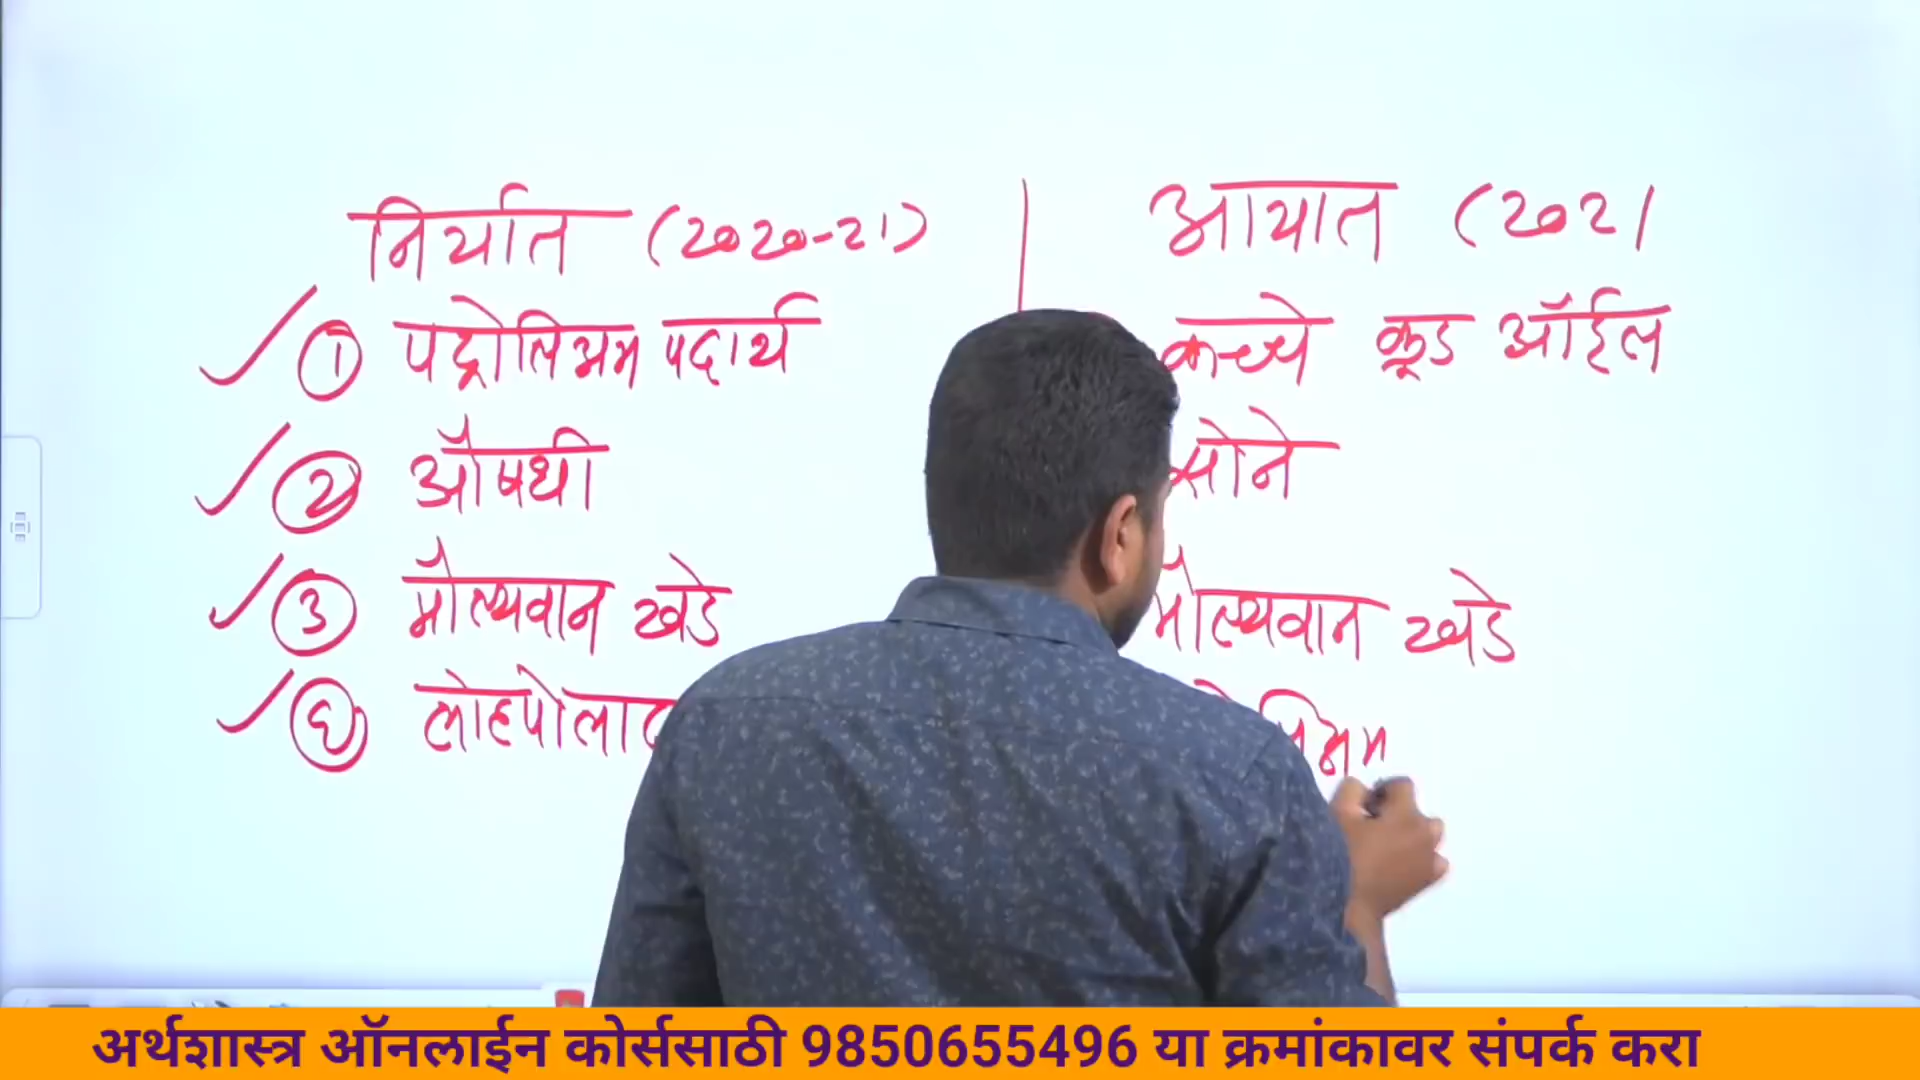 निर्यात (2020-21)
① पेट्रोलिअम पदार्थ
② औषधी
③ मौल्यवान खडे
④ लोहपोलाद
आयात (2021
कच्चे क्रूड ऑईल
सोने
मौल्यवान खडे
अर्थशास्त्र ऑनलाईन कोर्ससाठी 9850655496 या क्रमांकावर संपर्क करा